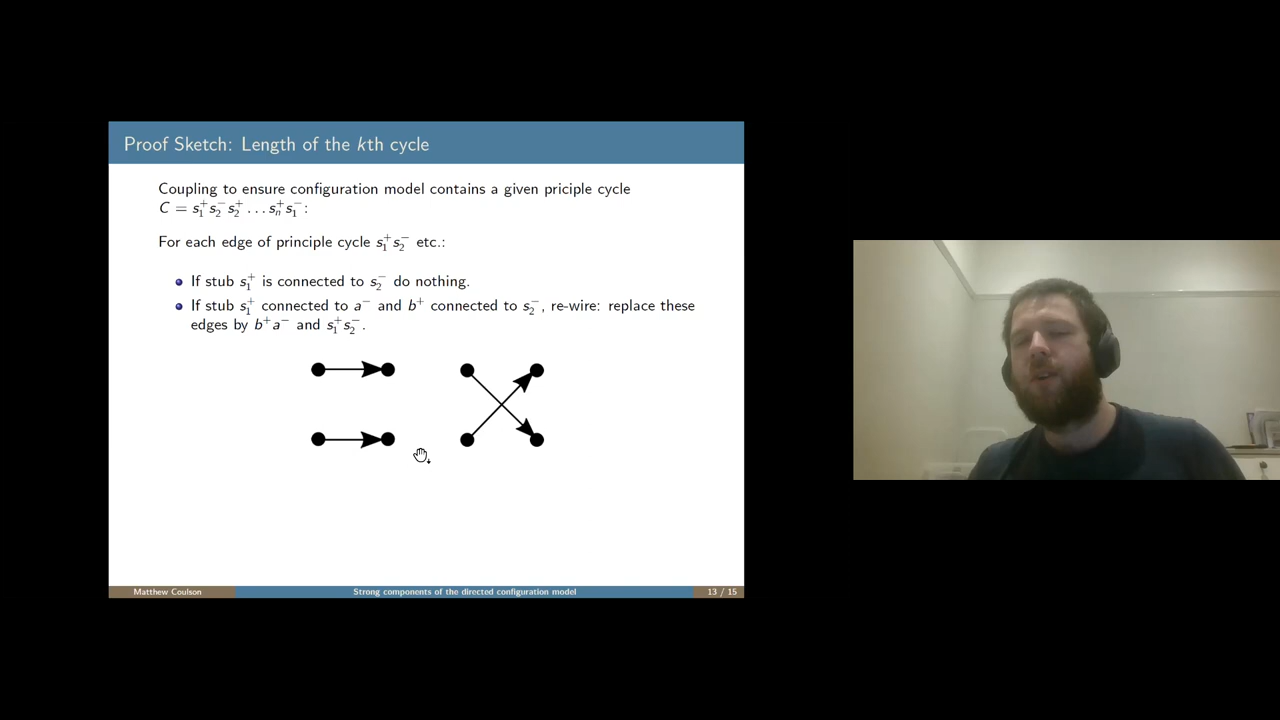 Proof Sketch: Length of the kth cycle
Coupling to ensure configuration model contains a given priciple cycle
C = s₁⁺s₂⁻s₂⁺ … sₙ⁺s₁⁻:
For each edge of principle cycle s₁⁺s₂⁻ etc.:
If stub s₁⁺ is connected to s₂⁻ do nothing.
If stub s₁⁺ connected to a⁻ and b⁺ connected to s₂⁻, re-wire: replace these
edges by b⁺a⁻ and s₁⁺s₂⁻.
Matthew Coulson Strong components of the directed configuration model 13 / 15